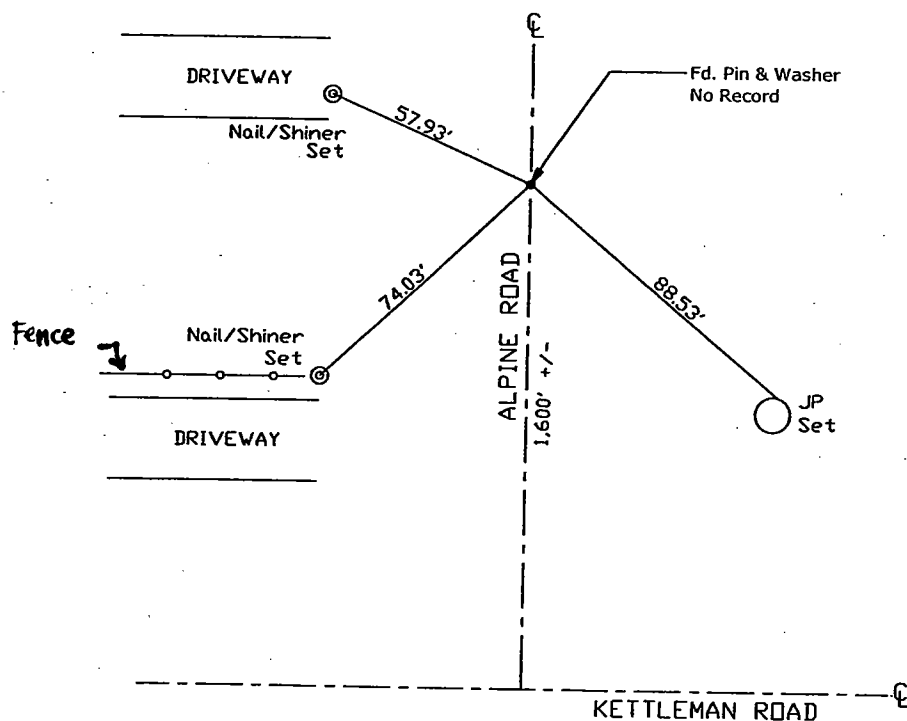 ℄
DRIVEWAY
Fd. Pin & Washer
No Record
57.93'
Nail/Shiner
Set
74.03'
88.53'
ALPINE ROAD
1,600' +/-
Fence
Nail/Shiner
Set
JP
Set
DRIVEWAY
℄
KETTLEMAN ROAD